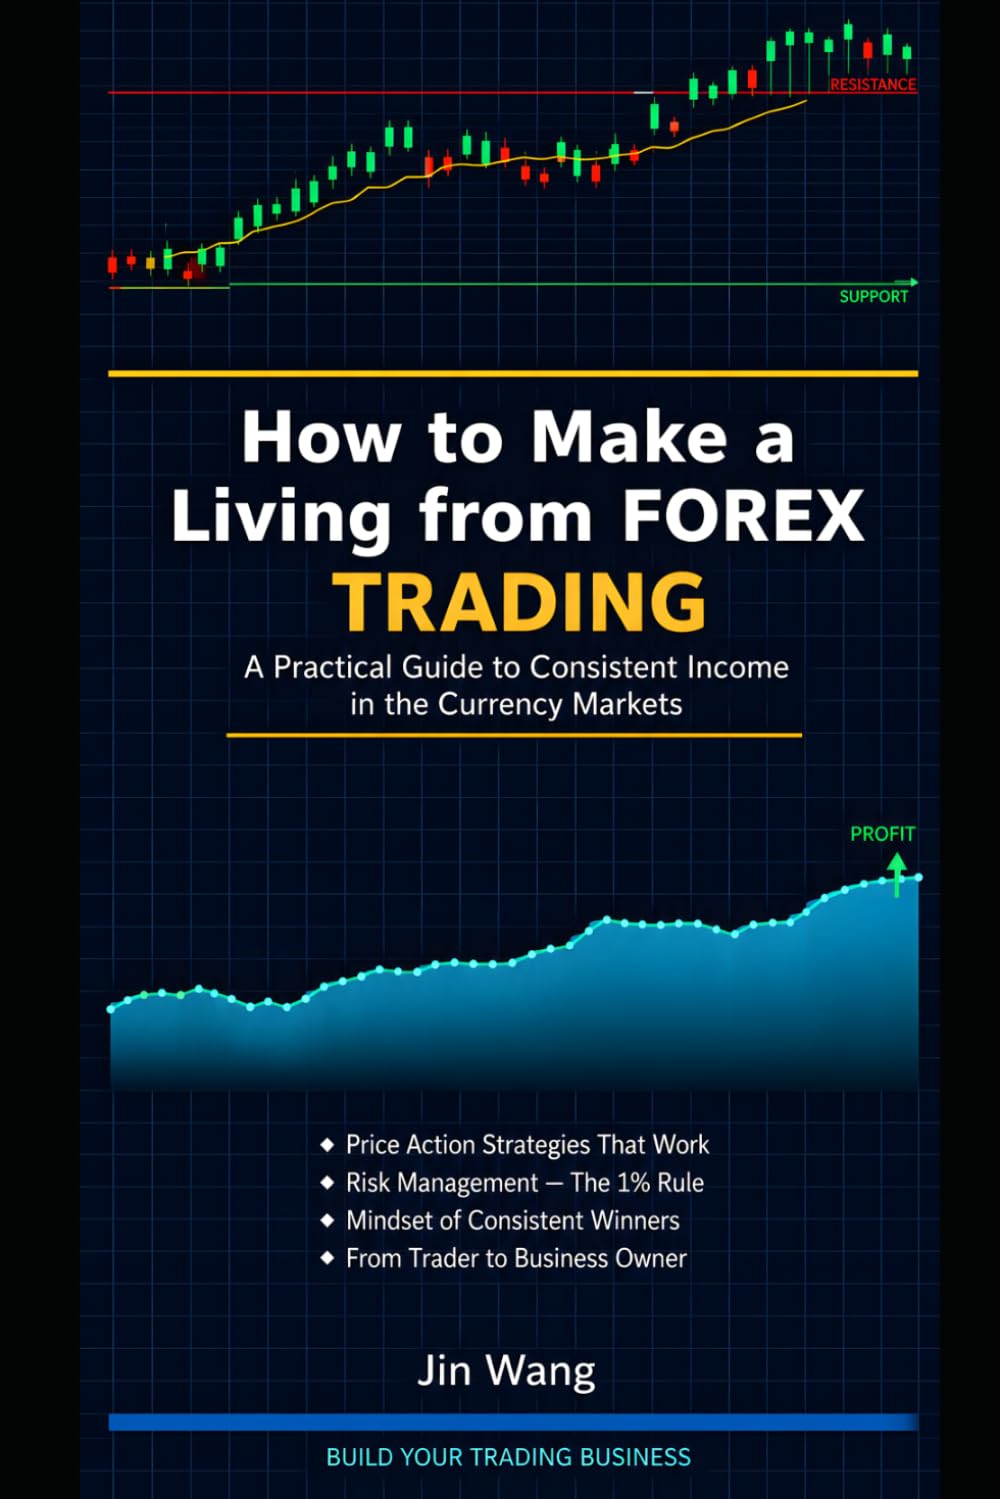 RESISTANCE
SUPPORT
How to Make a
Living from FOREX
TRADING
A Practical Guide to Consistent Income
in the Currency Markets
PROFIT
◆ Price Action Strategies That Work
◆ Risk Management — The 1% Rule
◆ Mindset of Consistent Winners
◆ From Trader to Business Owner
Jin Wang
BUILD YOUR TRADING BUSINESS